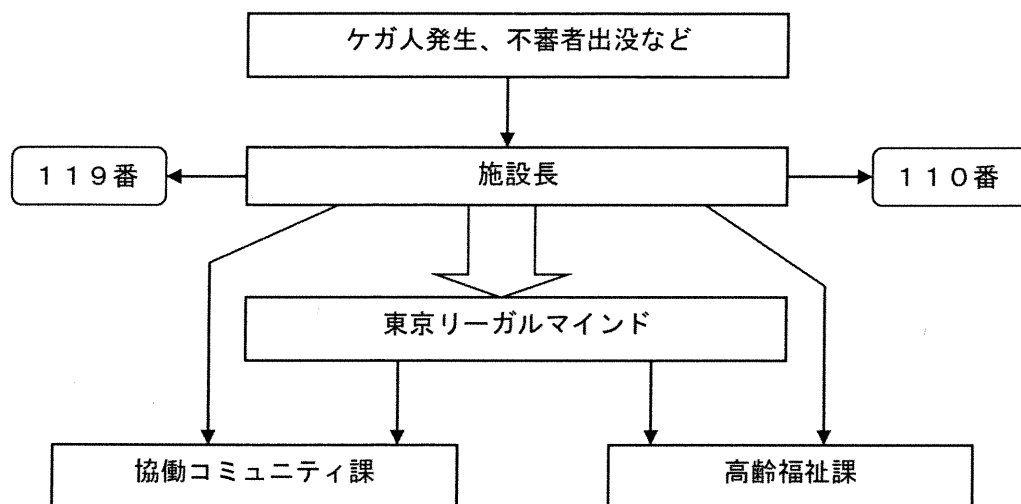 ケガ人発生、不審者出没など
119番
施設長
110番
東京リーガルマインド
協働コミュニティ課
高齢福祉課